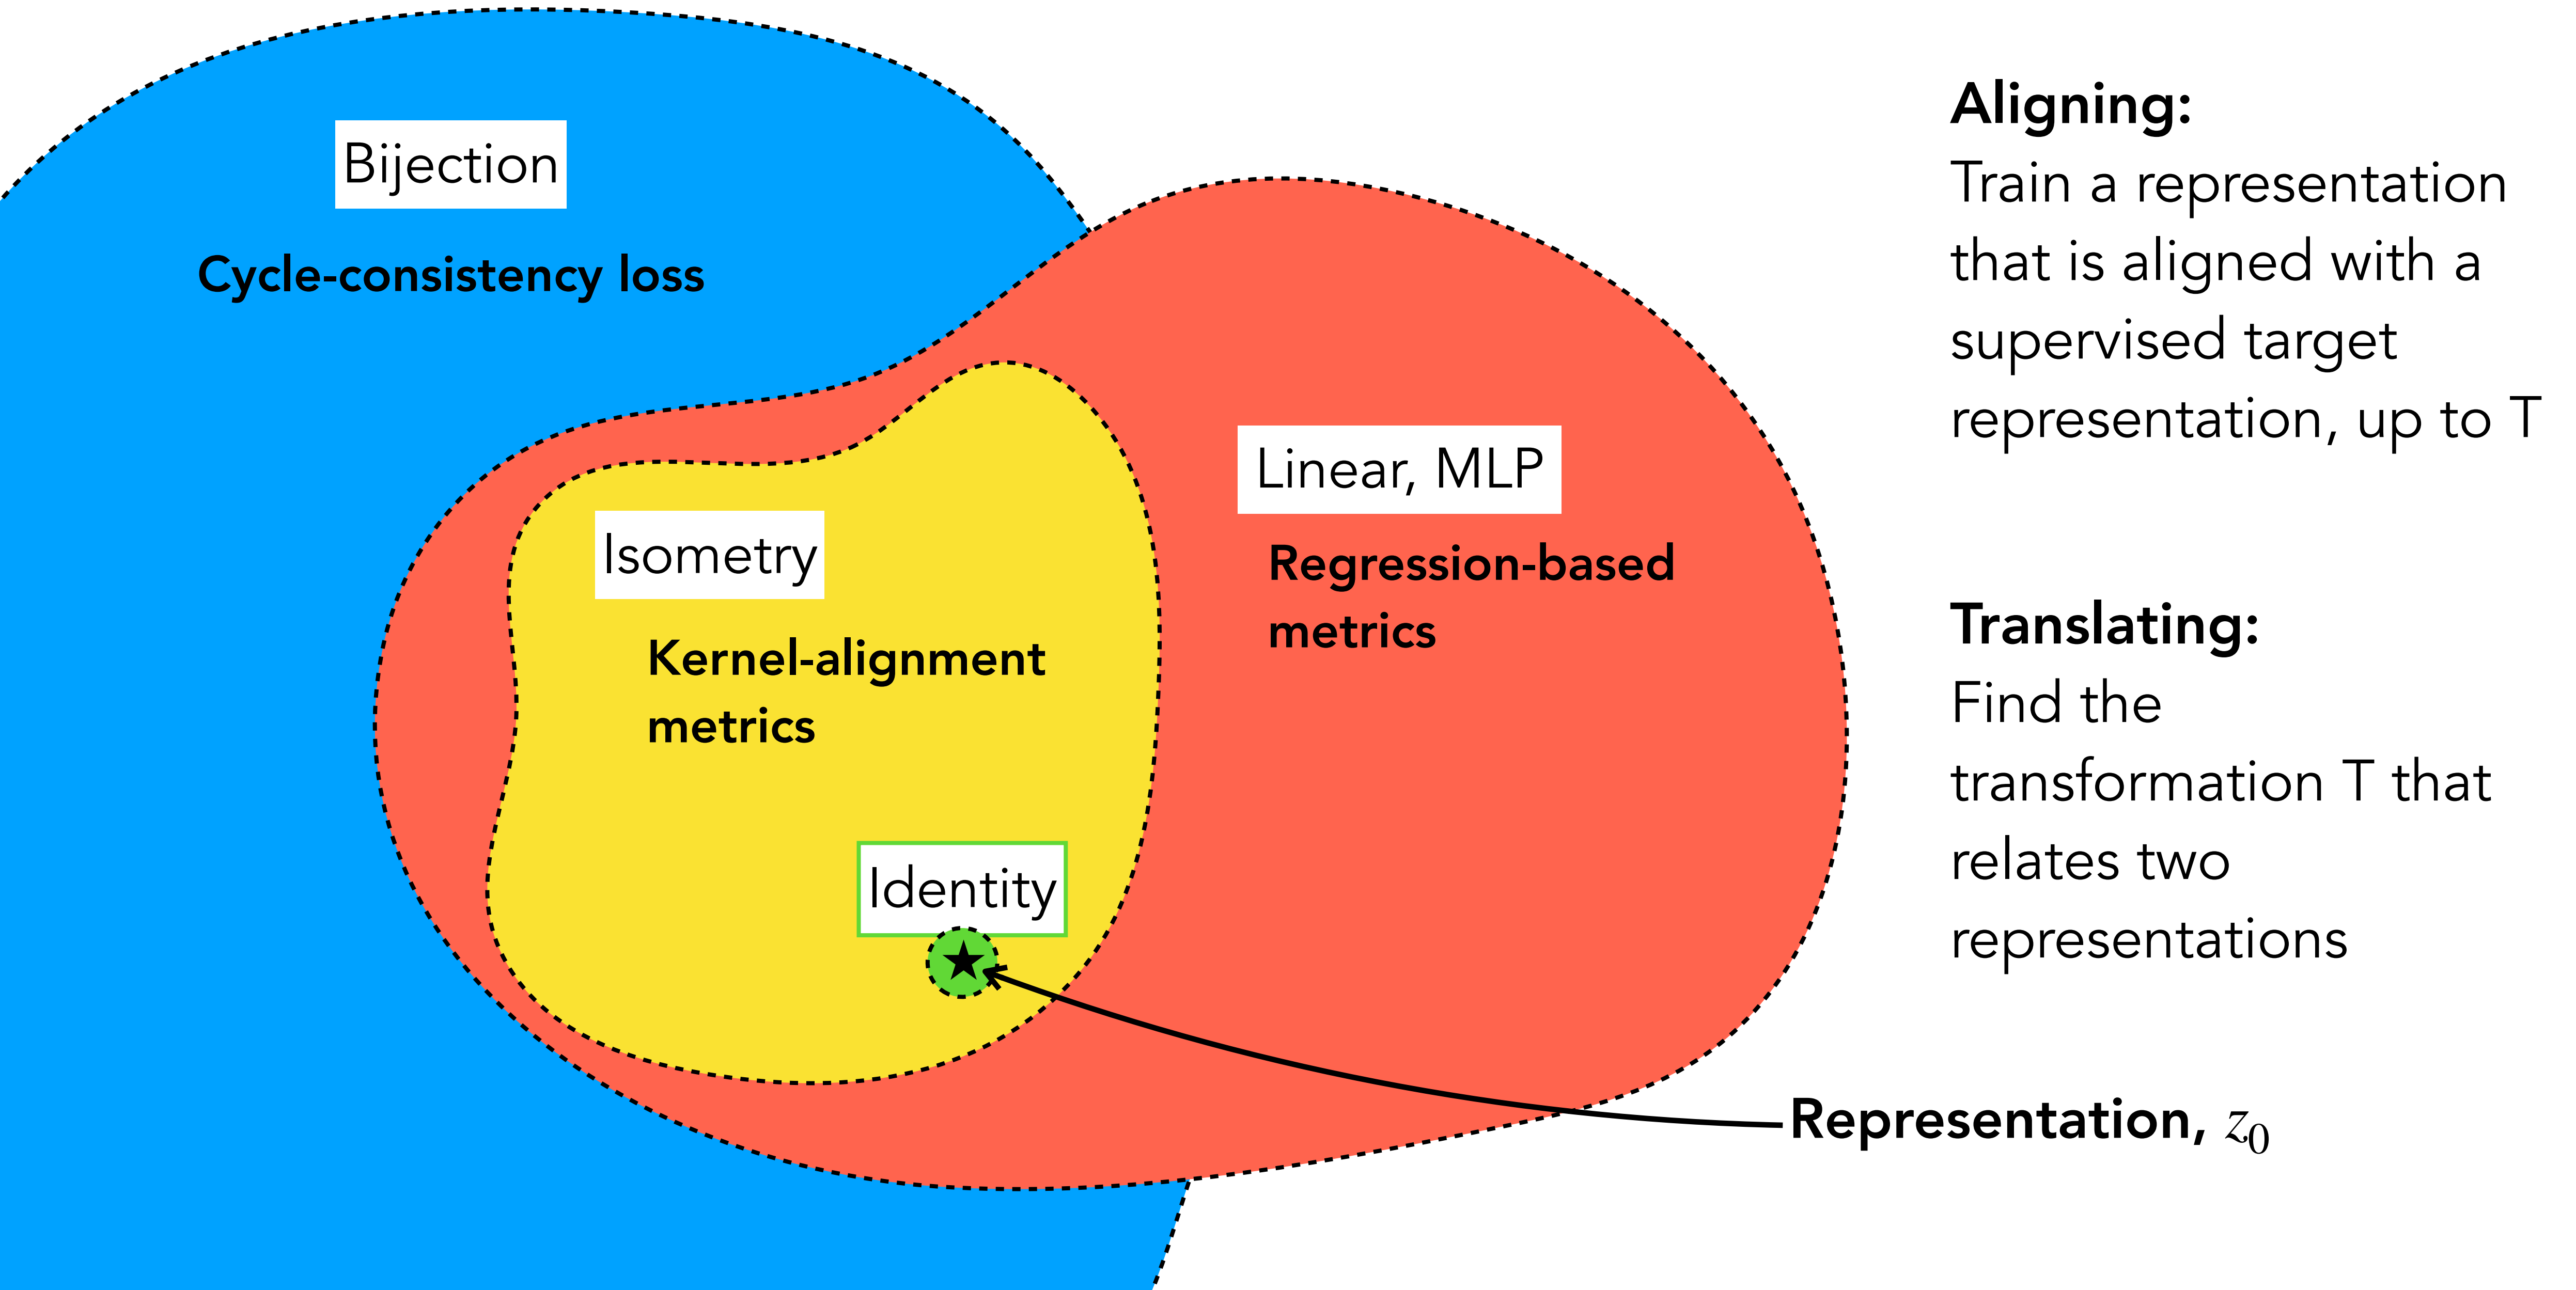 Bijection
Cycle-consistency loss
Isometry
Kernel-alignment
metrics
Identity
Linear, MLP
Regression-based
metrics
Aligning:
Train a representation
that is aligned with a
supervised target
representation, up to T
Translating:
Find the
transformation T that
relates two
representations
Representation, z₀